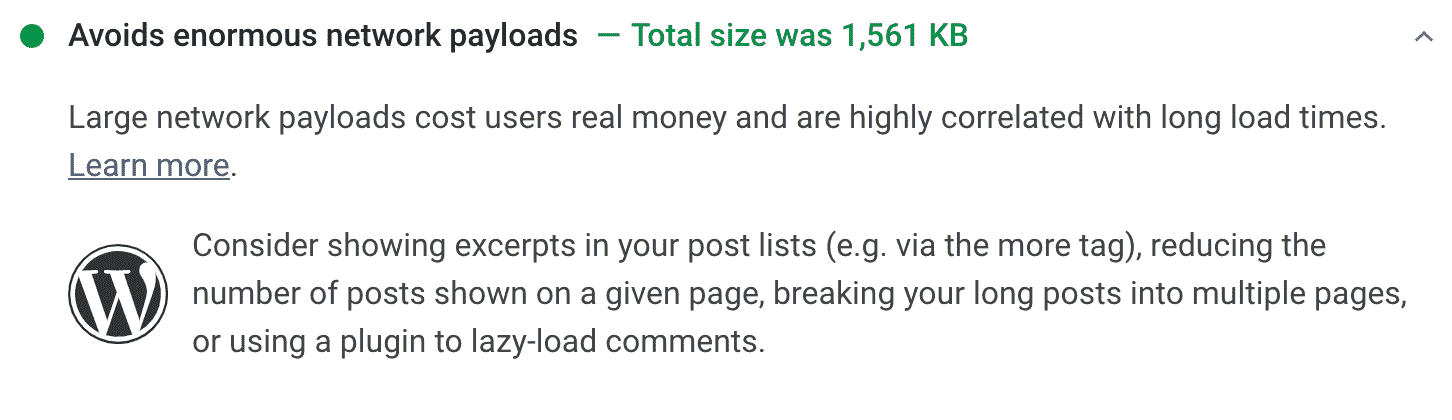 Avoids enormous network payloads — Total size was 1,561 KB
Large network payloads cost users real money and are highly correlated with long load times.
Learn more.
Consider showing excerpts in your post lists (e.g. via the more tag), reducing the
number of posts shown on a given page, breaking your long posts into multiple pages,
or using a plugin to lazy-load comments.